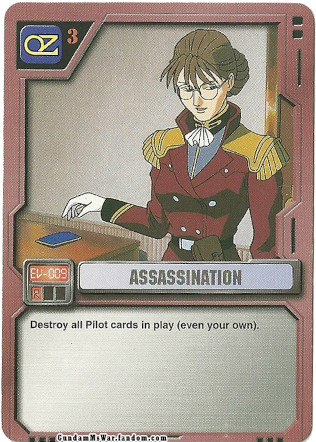 OZ 3
EV-009
R
ASSASSINATION
Destroy all Pilot cards in play (even your own).
GundamMsWar.fandom.com